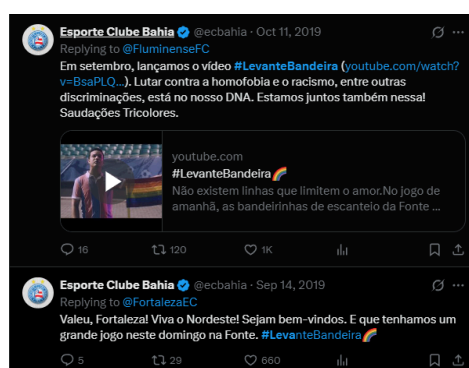 Esporte Clube Bahia @ecbahia · Oct 11, 2019
Replying to @FluminenseFC
Em setembro, lançamos o vídeo #LevanteBandeira (youtube.com/watch?
v=BsaPLQ...). Lutar contra a homofobia e o racismo, entre outras
discriminações, está no nosso DNA. Estamos juntos também nessa!
Saudações Tricolores.
youtube.com
#LevanteBandeira🌈
Não existem linhas que limitem o amor.No jogo de
amanhã, as bandeirinhas de escanteio da Fonte ...
16 120 1K
Esporte Clube Bahia @ecbahia · Sep 14, 2019
Replying to @FortalezaEC
Valeu, Fortaleza! Viva o Nordeste! Sejam bem-vindos. E que tenhamos um
grande jogo neste domingo na Fonte. #LevanteBandeira🌈
5 29 660